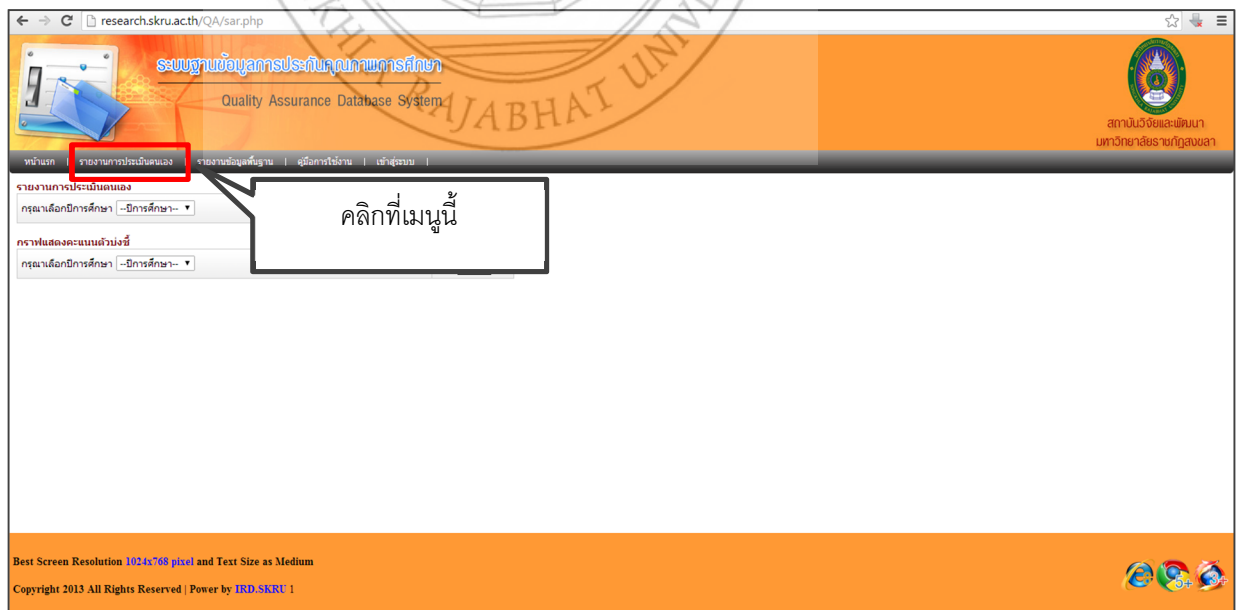 research.skru.ac.th/QA/sar.php
ระบบฐานข้อมูลการประกันคุณภาพการศึกษา
Quality Assurance Database System
RAJABHAT
สถาบันวิจัยและพัฒนา
มหาวิทยาลัยราชภัฏสงขลา
หน้าแรก | รายงานการประเมินตนเอง | รายงานข้อมูลพื้นฐาน | คู่มือการใช้งาน | เข้าสู่ระบบ |
รายงานการประเมินตนเอง
กรุณาเลือกปีการศึกษา --ปีการศึกษา--
คลิกที่เมนูนี้
กราฟแสดงคะแนนตัวบ่งชี้
กรุณาเลือกปีการศึกษา --ปีการศึกษา--
Best Screen Resolution 1024x768 pixel and Text Size as Medium
Copyright 2013 All Rights Reserved | Power by IRD.SKRU 1
5+ 3+